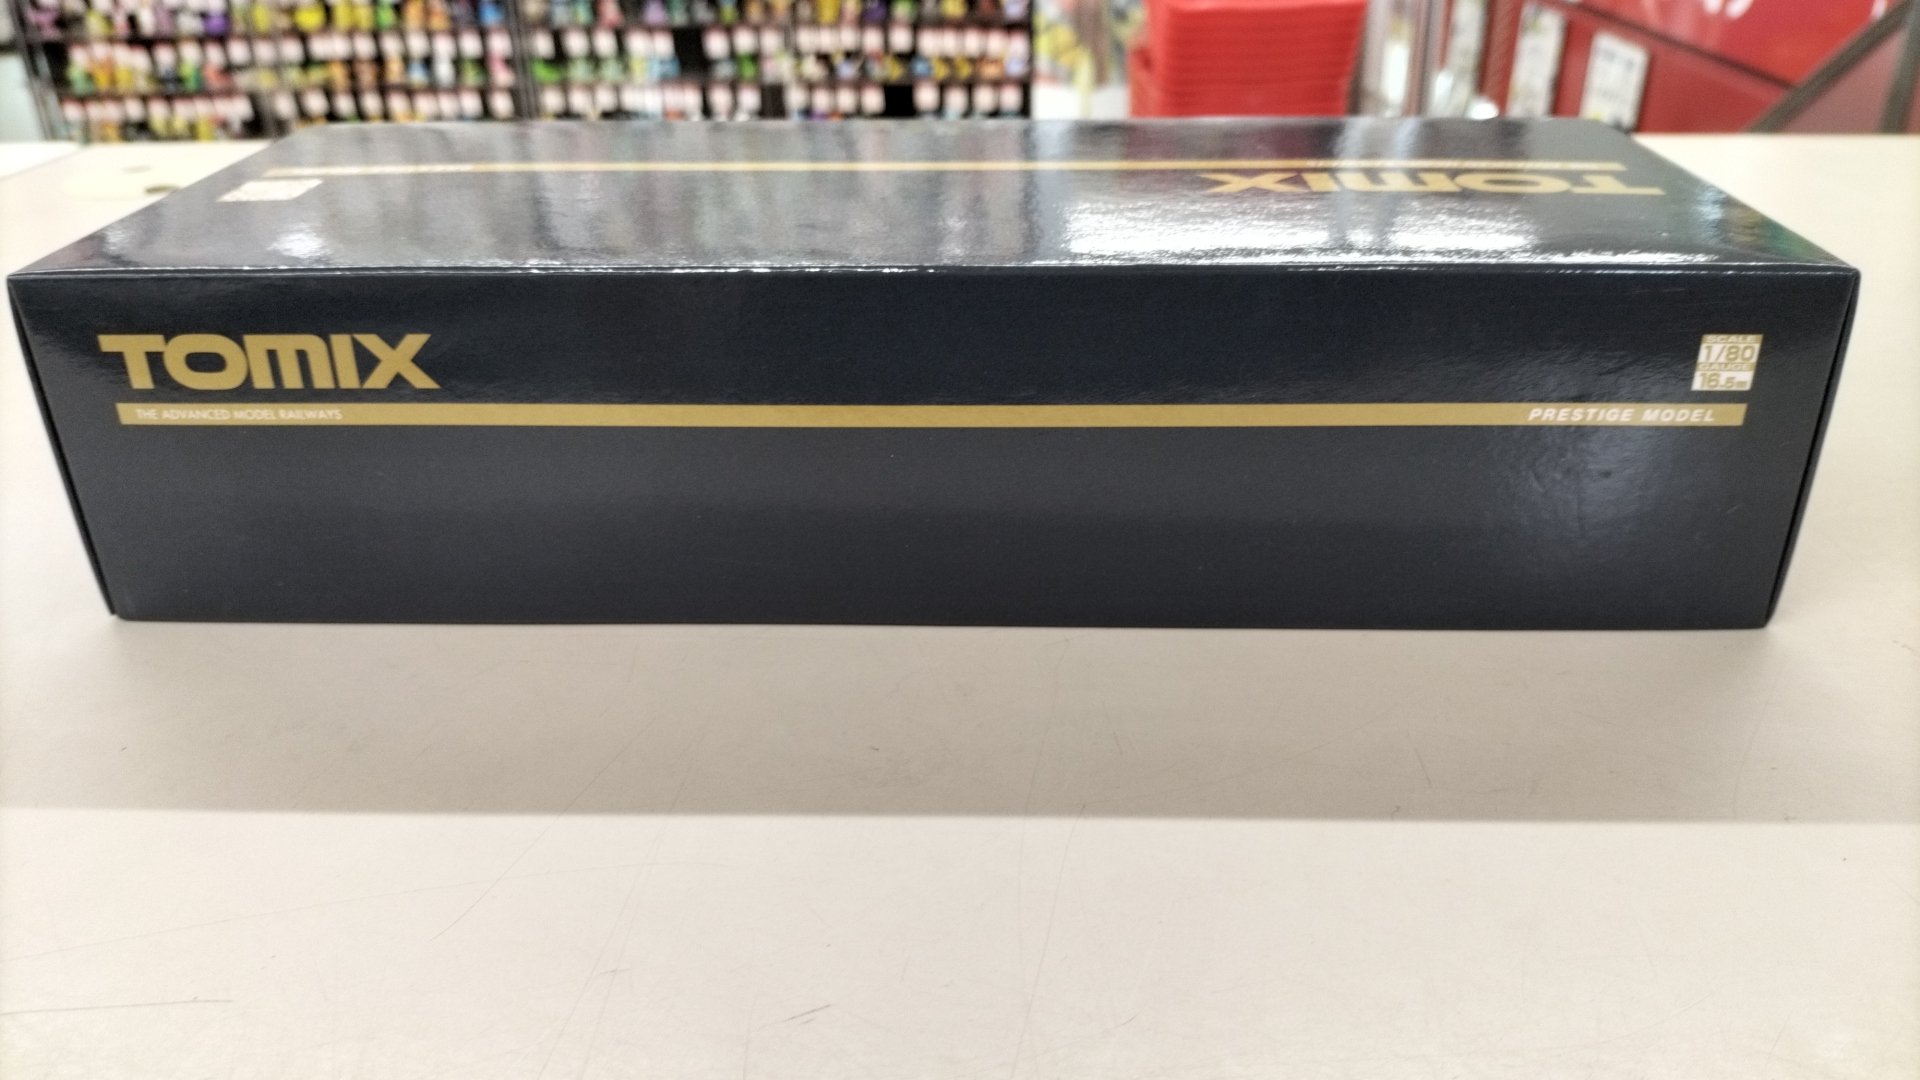 TOMIX
TOMIX
THE ADVANCED MODEL RAILWAYS
SCALE
1/80
GAUGE
16.5mm
PRESTIGE MODEL